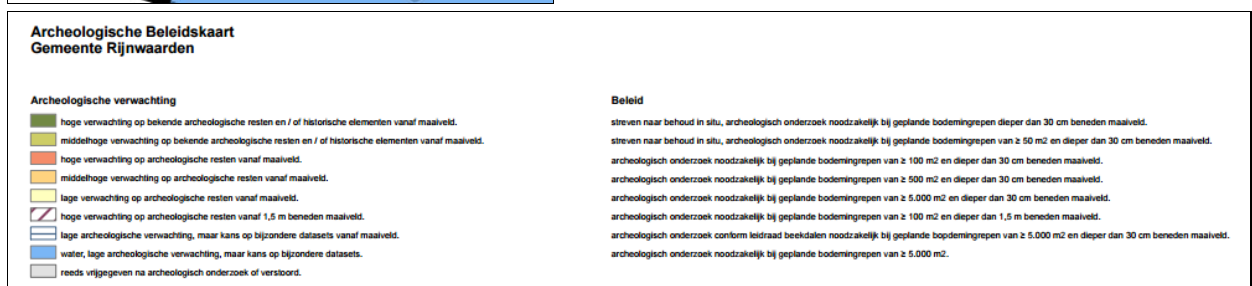 Archeologische Beleidskaart
Gemeente Rijnwaarden
Archeologische verwachting
Beleid
hoge verwachting op bekende archeologische resten en / of historische elementen vanaf maaiveld.
streven naar behoud in situ, archeologisch onderzoek noodzakelijk bij geplande bodemingrepen dieper dan 30 cm beneden maaiveld.
middelhoge verwachting op bekende archeologische resten en / of historische elementen vanaf maaiveld.
streven naar behoud in situ, archeologisch onderzoek noodzakelijk bij geplande bodemingrepen van ≥ 50 m2 en dieper dan 30 cm beneden maaiveld.
hoge verwachting op archeologische resten vanaf maaiveld.
archeologisch onderzoek noodzakelijk bij geplande bodemingrepen van ≥ 100 m2 en dieper dan 30 cm beneden maaiveld.
middelhoge verwachting op archeologische resten vanaf maaiveld.
archeologisch onderzoek noodzakelijk bij geplande bodemingrepen van ≥ 500 m2 en dieper dan 30 cm beneden maaiveld.
lage verwachting op archeologische resten vanaf maaiveld.
archeologisch onderzoek noodzakelijk bij geplande bodemingrepen van ≥ 5.000 m2 en dieper dan 30 cm beneden maaiveld.
hoge verwachting op archeologische resten vanaf 1,5 m beneden maaiveld.
archeologisch onderzoek noodzakelijk bij geplande bodemingrepen van ≥ 100 m2 en dieper dan 1,5 m beneden maaiveld.
lage archeologische verwachting, maar kans op bijzondere datasets vanaf maaiveld.
archeologisch onderzoek conform leidraad beekdalen noodzakelijk bij geplande bopdemingrepen van ≥ 5.000 m2 en dieper dan 30 cm beneden maaiveld.
water, lage archeologische verwachting, maar kans op bijzondere datasets.
archeologisch onderzoek noodzakelijk bij geplande bodemingrepen van ≥ 5.000 m2.
reeds vrijgegeven na archeologisch onderzoek of verstoord.